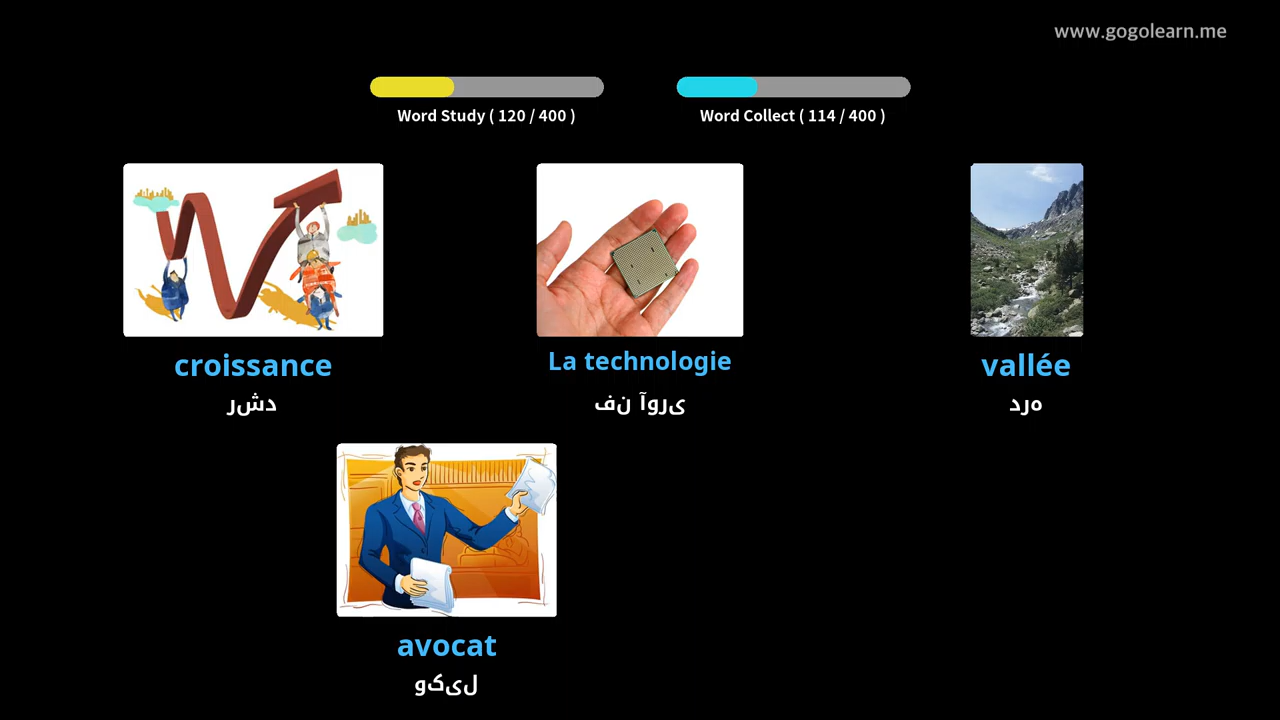 www.gogolearn.me
Word Study ( 120 / 400 )
Word Collect ( 114 / 400 )
croissance
دشر
La technologie
یروآ نف
vallée
هرد
avocat
لیکو